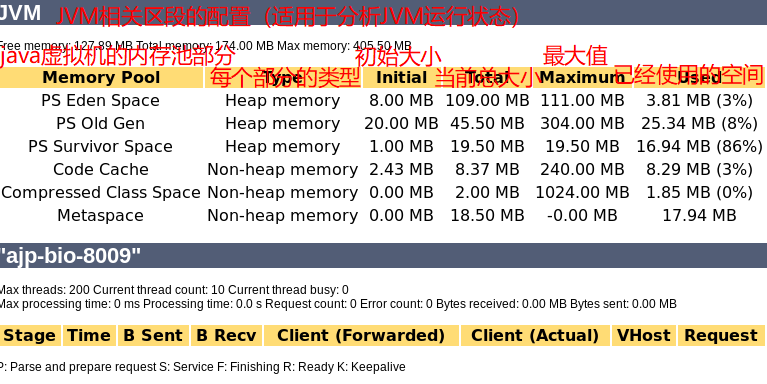 JVM JVM相关区段的配置（适用于分析JVM运行状态）
Free memory: 127.89 MB Total memory: 174.00 MB Max memory: 405.50 MB
java虚拟机的内存池部分 初始大小 最大值
每个部分的类型 当前总大小 已经使用的空间
Memory Pool Type Initial Total Maximum Used
PS Eden Space Heap memory 8.00 MB 109.00 MB 111.00 MB 3.81 MB (3%)
PS Old Gen Heap memory 20.00 MB 45.50 MB 304.00 MB 25.34 MB (8%)
PS Survivor Space Heap memory 1.00 MB 19.50 MB 19.50 MB 16.94 MB (86%)
Code Cache Non-heap memory 2.43 MB 8.37 MB 240.00 MB 8.29 MB (3%)
Compressed Class Space Non-heap memory 0.00 MB 2.00 MB 1024.00 MB 1.85 MB (0%)
Metaspace Non-heap memory 0.00 MB 18.50 MB -0.00 MB 17.94 MB
"ajp-bio-8009"
Max threads: 200 Current thread count: 10 Current thread busy: 0
Max processing time: 0 ms Processing time: 0.0 s Request count: 0 Error count: 0 Bytes received: 0.00 MB Bytes sent: 0.00 MB
Stage Time B Sent B Recv Client (Forwarded) Client (Actual) VHost Request
P: Parse and prepare request S: Service F: Finishing R: Ready K: Keepalive